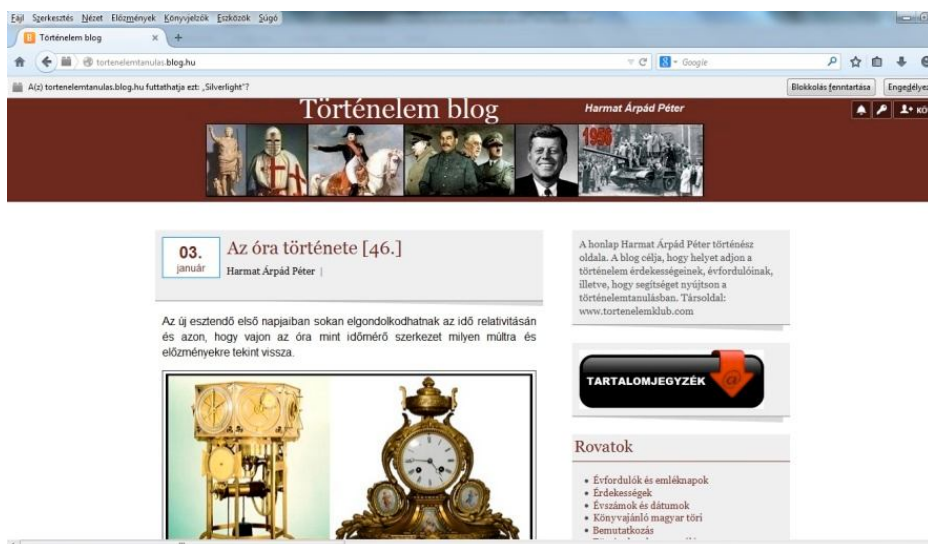 Fájl Szerkesztés Nézet Előzmények Könyvjelzők Eszközök Súgó
Történelem blog
tortenelemtanulas.blog.hu
Google
A(z) tortenelemtanulas.blog.hu futtathatja ezt: „Silverlight"?
Blokkolás fenntartása
Történelem blog
Harmat Árpád Péter
1956
03.
január
Az óra története [46.]
Harmat Árpád Péter |
Az új esztendő első napjaiban sokan elgondolkodhatnak az idő relativitásán
és azon, hogy vajon az óra mint időmérő szerkezet milyen múltra és
előzményekre tekint vissza.
A honlap Harmat Árpád Péter történész
oldala. A blog célja, hogy helyet adjon a
történelem érdekességeinek, évfordulóinak,
illetve, hogy segítséget nyújtson a
történelemtanulásban. Társoldal:
www.tortenelemklub.com
TARTALOMJEGYZÉK
Rovatok
Évfordulók és emléknapok
Érdekességek
Évszámok és dátumok
Könyvajánló magyar töri
Bemutatkozás